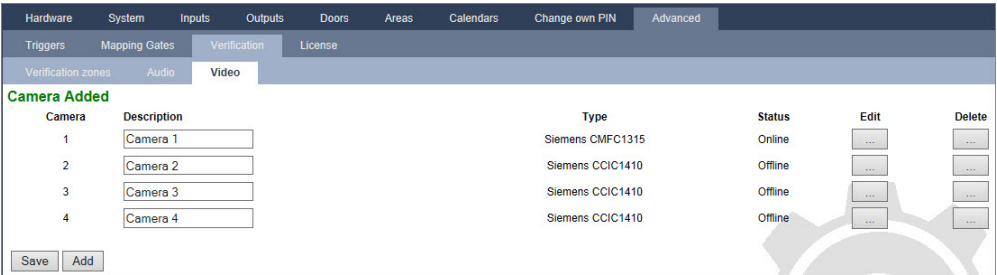 Hardware System Inputs Outputs Doors Areas Calendars Change own PIN Advanced
Triggers Mapping Gates Verification License
Verification zones Audio Video
Camera Added
Camera Description Type Status Edit Delete
1 Camera 1 Siemens CMFC1315 Online ... ...
2 Camera 2 Siemens CCIC1410 Offline ... ...
3 Camera 3 Siemens CCIC1410 Offline ... ...
4 Camera 4 Siemens CCIC1410 Offline ... ...
Save Add